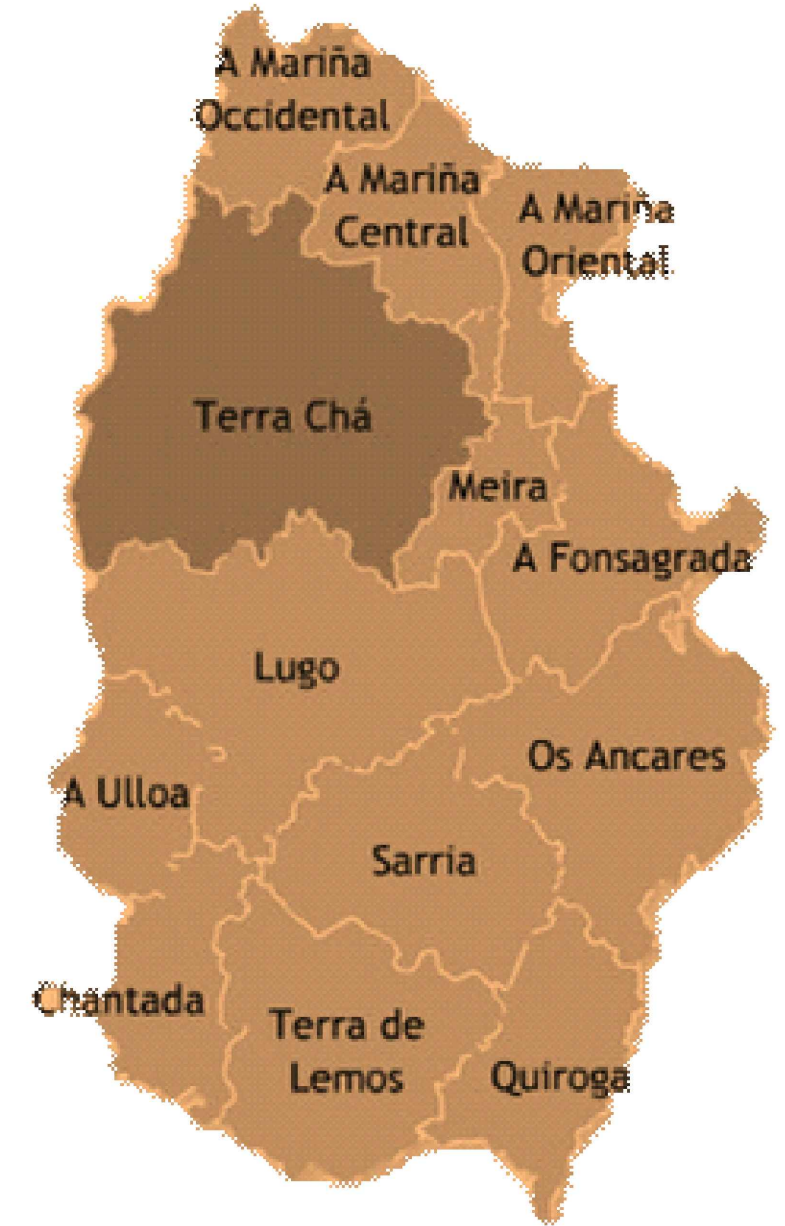 A Mariña
Occidental
A Mariña
Central
A Mariña
Oriental
Terra Chá
Meira
A Fonsagrada
Lugo
Os Ancares
A Ulloa
Sarria
Chantada
Terra de
Lemos
Quiroga